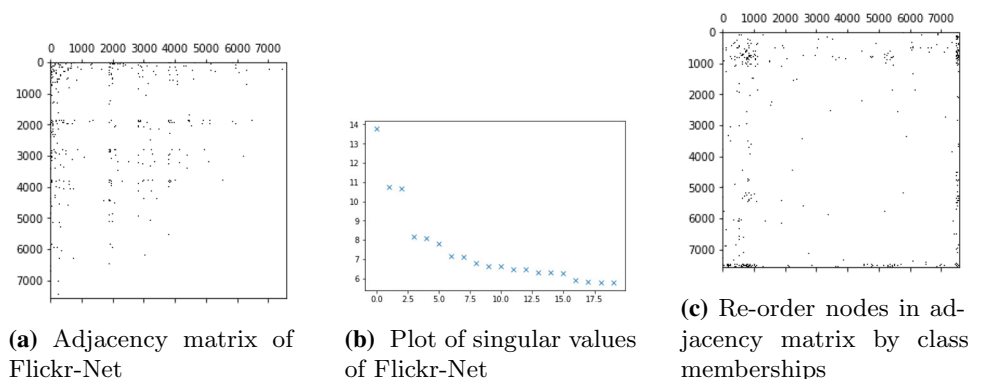 0 1000 2000 3000 4000 5000 6000 7000
0
1000
2000
3000
4000
5000
6000
7000
(a) Adjacency matrix of
Flickr-Net
14
13
12
11
10
9
8
7
6
0.0 2.5 5.0 7.5 10.0 12.5 15.0 17.5
(b) Plot of singular values
of Flickr-Net
0 1000 2000 3000 4000 5000 6000 7000
0
1000
2000
3000
4000
5000
6000
7000
(c) Re-order nodes in ad-
jacency matrix by class
memberships